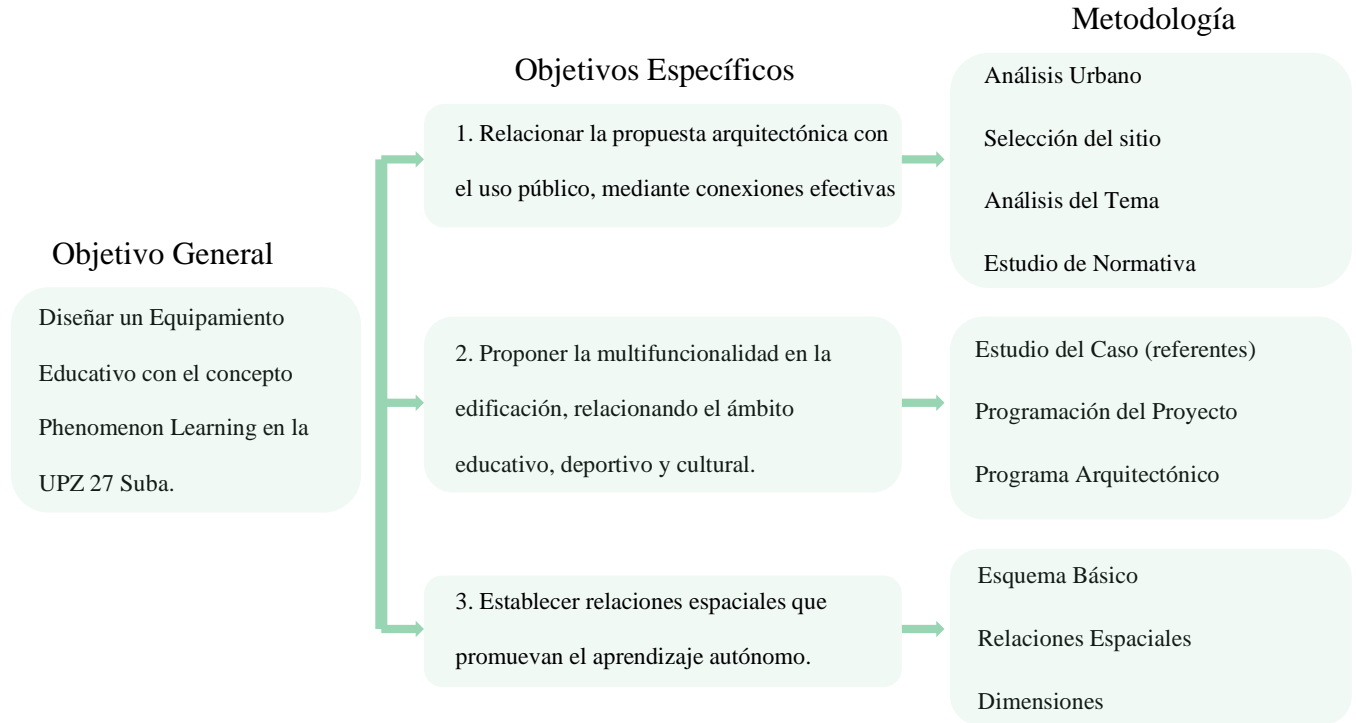 Metodología
Objetivos Específicos
Objetivo General
Diseñar un Equipamiento
Educativo con el concepto
Phenomenon Learning en la
UPZ 27 Suba.
1. Relacionar la propuesta arquitectónica con
el uso público, mediante conexiones efectivas
Análisis Urbano
Selección del sitio
Análisis del Tema
Estudio de Normativa
2. Proponer la multifuncionalidad en la
edificación, relacionando el ámbito
educativo, deportivo y cultural.
Estudio del Caso (referentes)
Programación del Proyecto
Programa Arquitectónico
3. Establecer relaciones espaciales que
promuevan el aprendizaje autónomo.
Esquema Básico
Relaciones Espaciales
Dimensiones